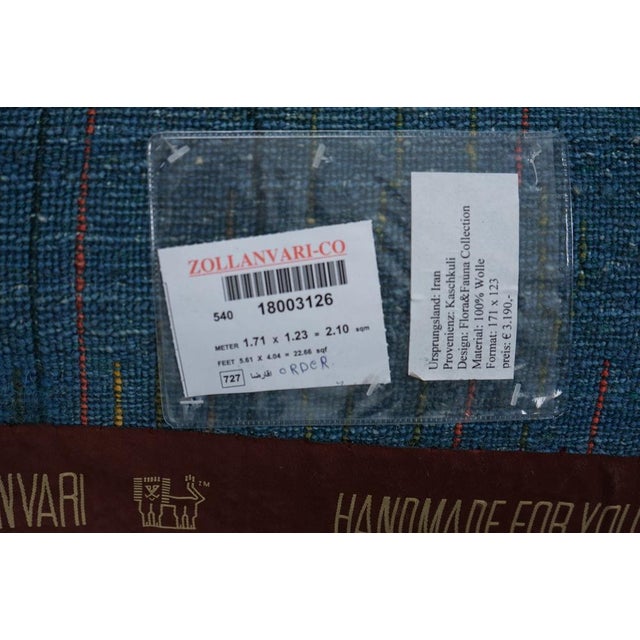 ZOLLANVARI-CO
540 18003126
METER 1.71 x 1.23 = 2.10 sqm
FEET 5.61 X 4.04 = 22.66 sqf
727 ORDER
Ursprungsland: Iran
Provenienz: Kaschkuli
Design: Flora&Fauna Collection
Material: 100% Wolle
Format: 171 x 123
preis: € 3.190,-
NVARI ™ HANDMADE FOR YOU